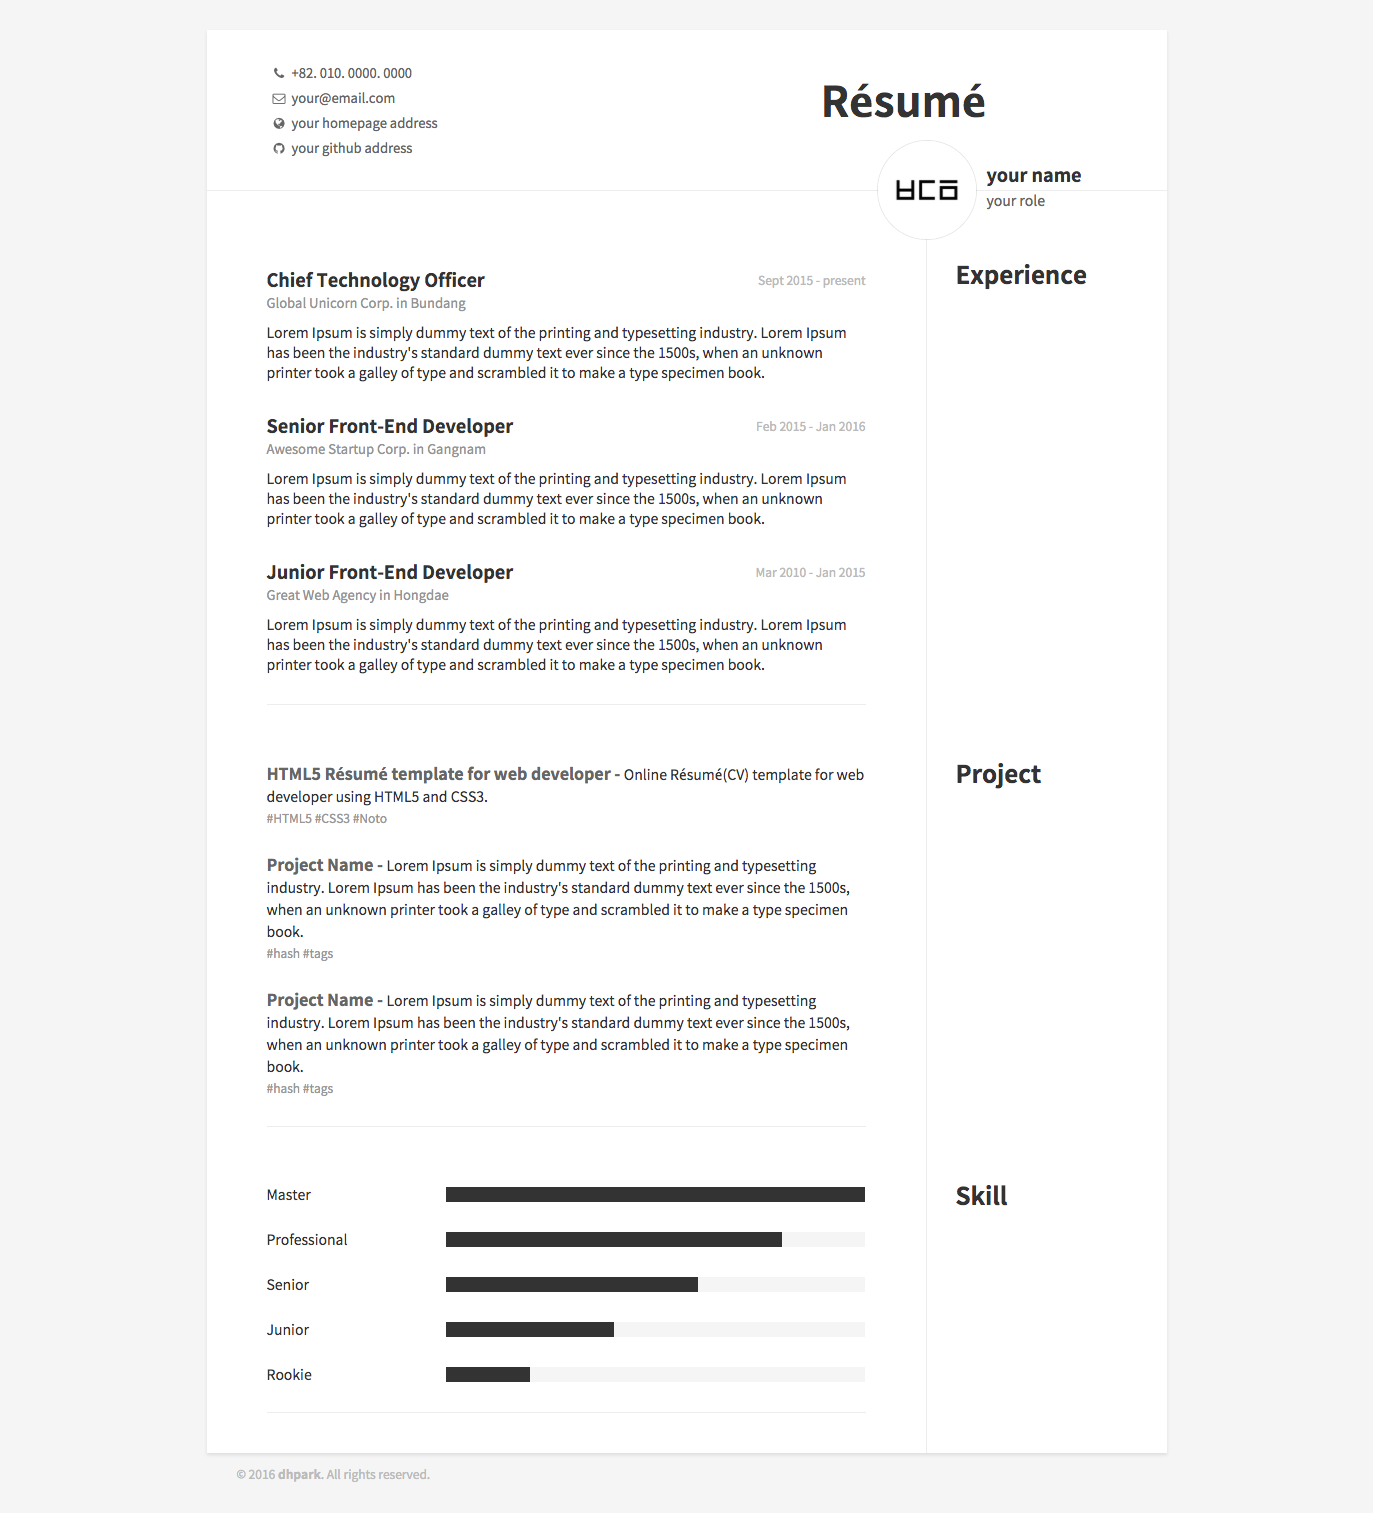 +82. 010. 0000. 0000
your@email.com
your homepage address
your github address
Résumé
your name
your role
Experience
Chief Technology Officer
Sept 2015 - present
Global Unicorn Corp. in Bundang
Lorem Ipsum is simply dummy text of the printing and typesetting industry. Lorem Ipsum
has been the industry's standard dummy text ever since the 1500s, when an unknown
printer took a galley of type and scrambled it to make a type specimen book.
Senior Front-End Developer
Feb 2015 - Jan 2016
Awesome Startup Corp. in Gangnam
Lorem Ipsum is simply dummy text of the printing and typesetting industry. Lorem Ipsum
has been the industry's standard dummy text ever since the 1500s, when an unknown
printer took a galley of type and scrambled it to make a type specimen book.
Junior Front-End Developer
Mar 2010 - Jan 2015
Great Web Agency in Hongdae
Lorem Ipsum is simply dummy text of the printing and typesetting industry. Lorem Ipsum
has been the industry's standard dummy text ever since the 1500s, when an unknown
printer took a galley of type and scrambled it to make a type specimen book.
Project
HTML5 Résumé template for web developer - Online Résumé(CV) template for web
developer using HTML5 and CSS3.
#HTML5 #CSS3 #Noto
Project Name - Lorem Ipsum is simply dummy text of the printing and typesetting
industry. Lorem Ipsum has been the industry's standard dummy text ever since the 1500s,
when an unknown printer took a galley of type and scrambled it to make a type specimen
book.
#hash #tags
Project Name - Lorem Ipsum is simply dummy text of the printing and typesetting
industry. Lorem Ipsum has been the industry's standard dummy text ever since the 1500s,
when an unknown printer took a galley of type and scrambled it to make a type specimen
book.
#hash #tags
Skill
Master
Professional
Senior
Junior
Rookie
© 2016 dhpark. All rights reserved.